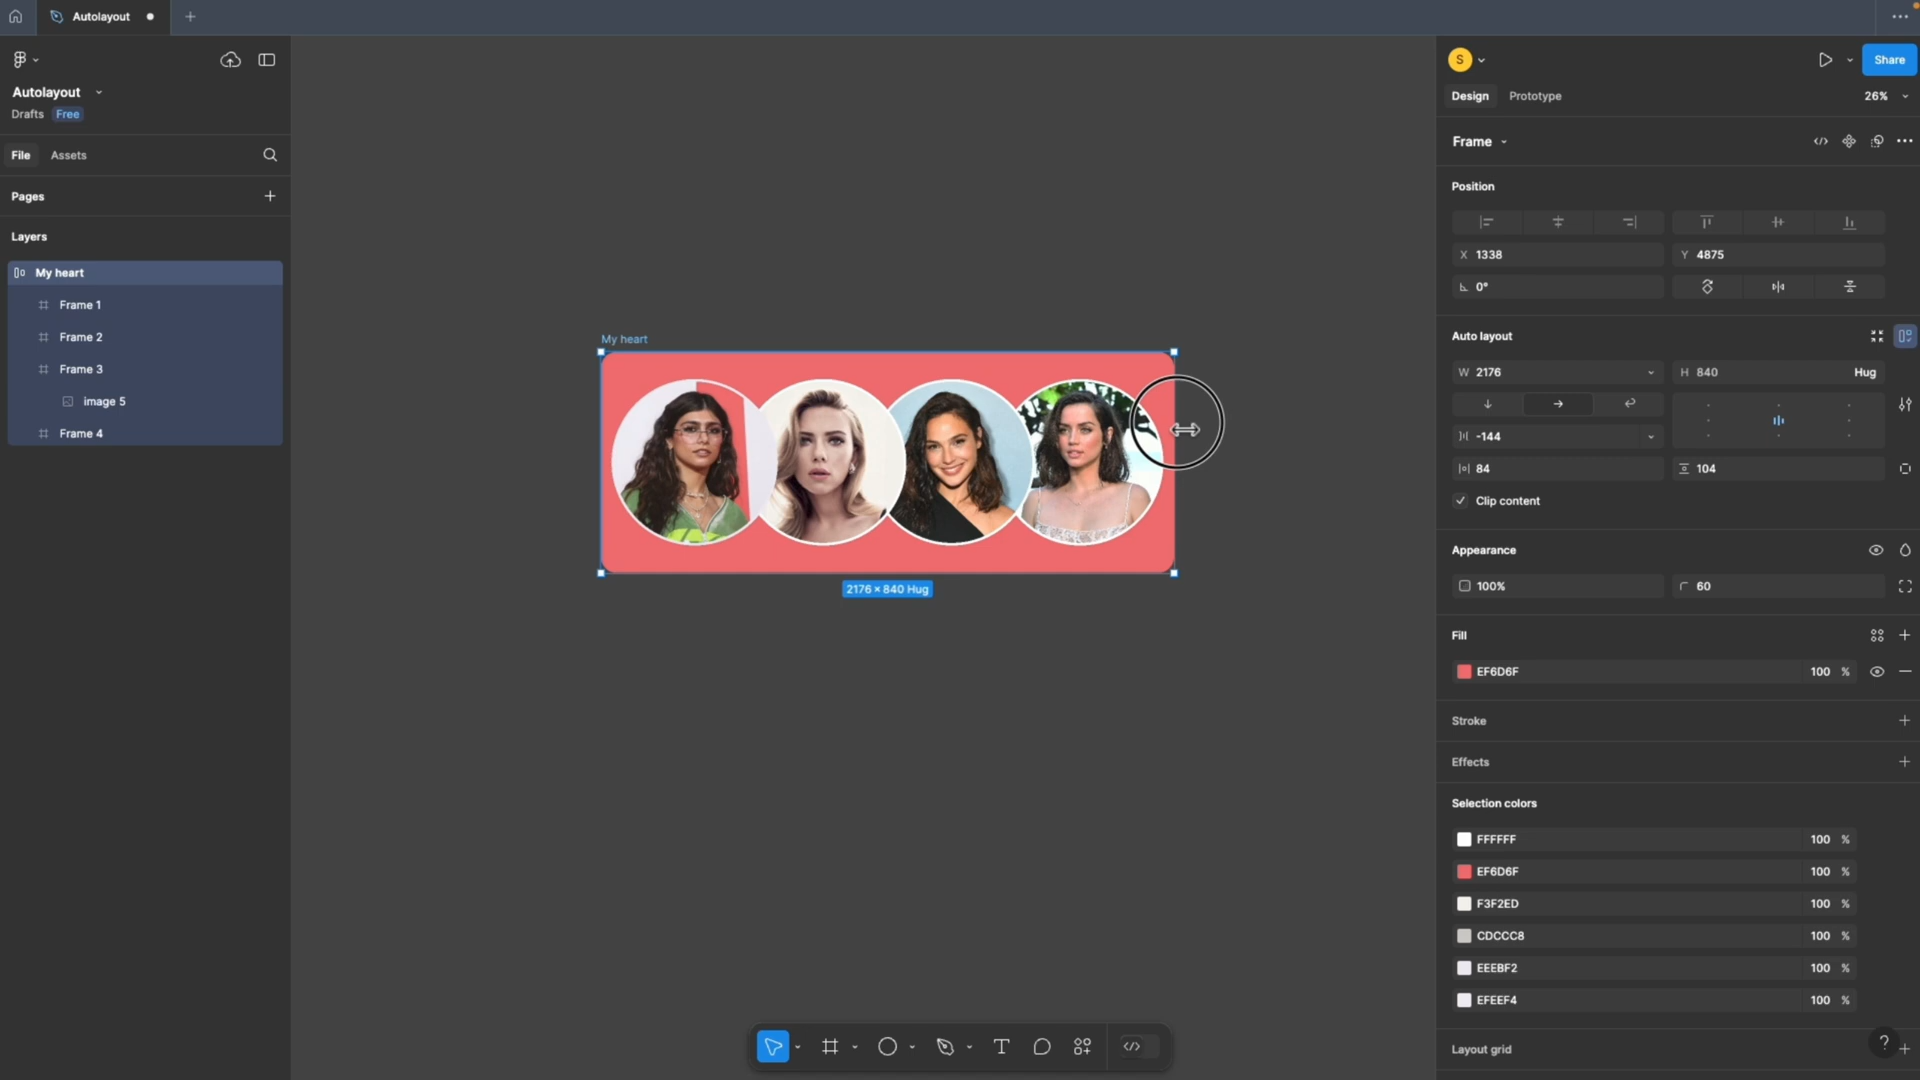 Autolayout
Autolayout
Drafts Free
File Assets
Pages
Layers
My heart
Frame 1
Frame 2
Frame 3
image 5
Frame 4
My heart
2176 × 840 Hug
S
Share
Design Prototype 26%
Frame
Position
X 1338 Y 4875
0°
Auto layout
W 2176 H 840 Hug
-144
84 104
Clip content
Appearance
100% 60
Fill
EF6D6F 100 %
Stroke
Effects
Selection colors
FFFFFF 100 %
EF6D6F 100 %
F3F2ED 100 %
CDCCC8 100 %
EEEBF2 100 %
EFEEF4 100 %
Layout grid
?